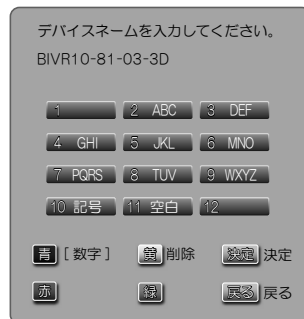 デバイスネームを入力してください。
BIVR10-81-03-3D
1 2 ABC 3 DEF
4 GHI 5 JKL 6 MNO
7 PQRS 8 TUV 9 WXYZ
10 記号 11 空白 12
青 [ 数字 ] 黄 削除 決定 決定
赤 緑 戻る 戻る